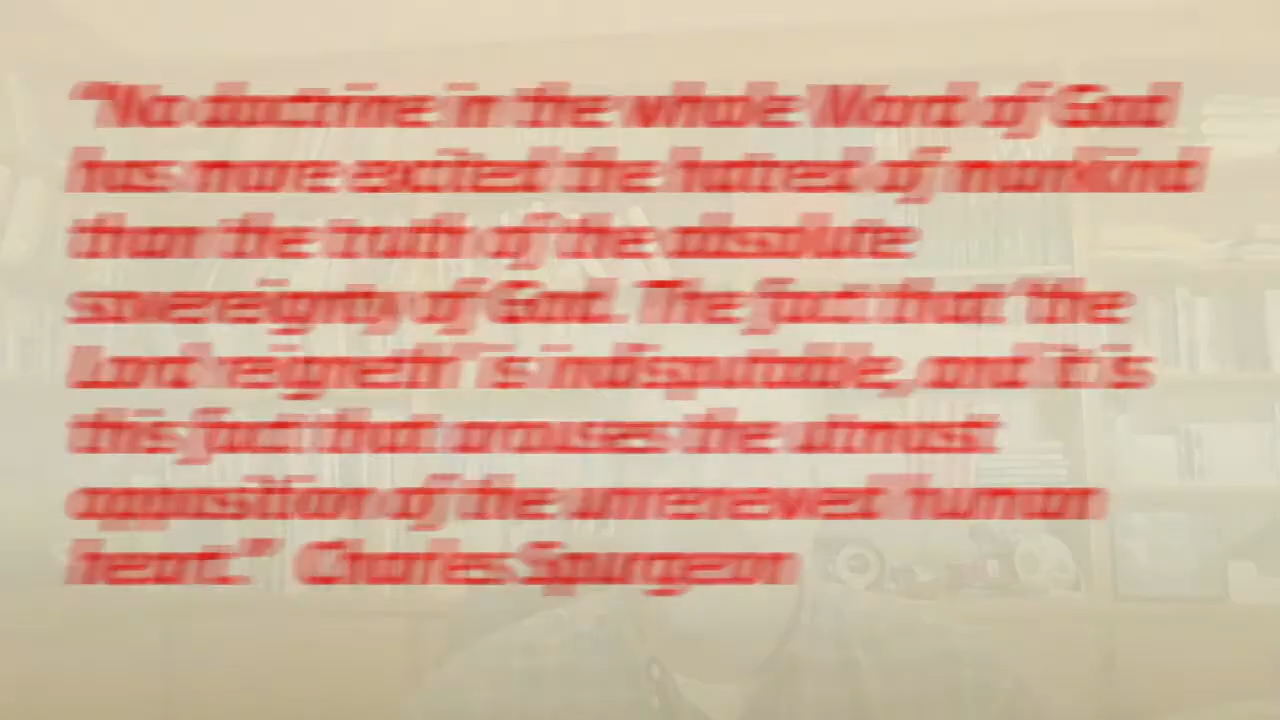 "No doctrine in the whole Word of God
has more excited the hatred of mankind
than the truth of the absolute
sovereignty of God. The fact that 'the
Lord reigneth' is indisputable, and it is
this fact that arouses the utmost
opposition of the unrenewed human
heart." Charles Spurgeon